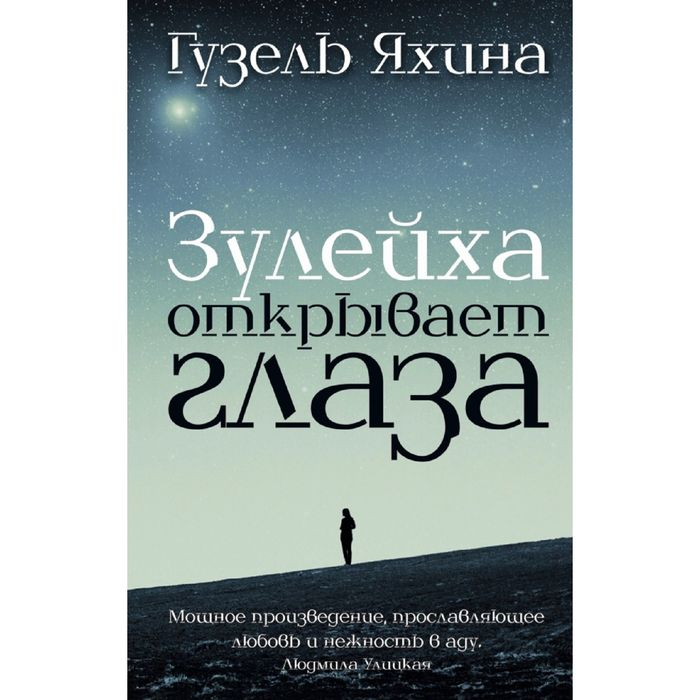 Гузель Яхина
Зулейха
открывает
глаза
Мощное произведение, прославляющее
любовь и нежность в аду.
Людмила Улицкая